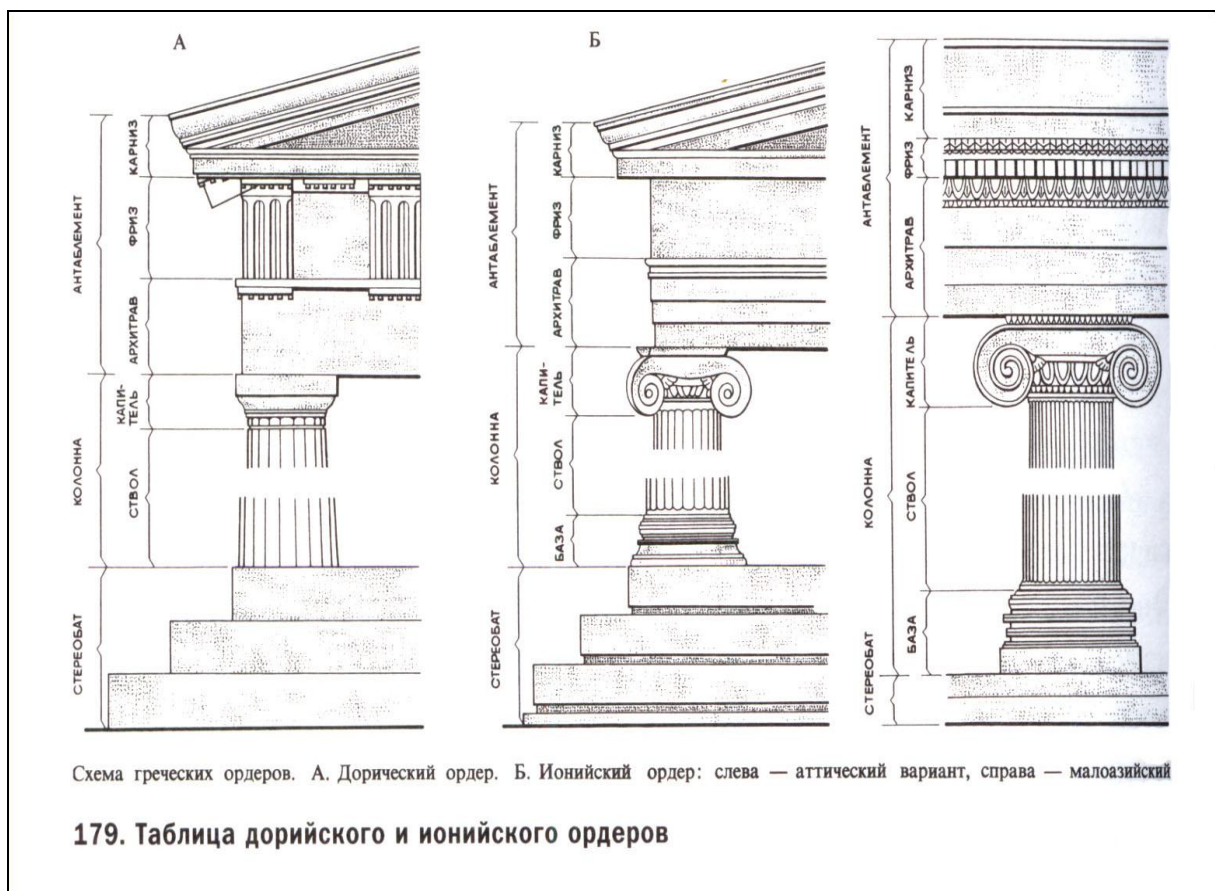 А
Б
АНТАБЛЕМЕНТ
КАРНИЗ
ФРИЗ
АРХИТРАВ
КОЛОННА
КАПИ-
ТЕЛЬ
СТВОЛ
СТЕРЕОБАТ
АНТАБЛЕМЕНТ
КАРНИЗ
ФРИЗ
АРХИТРАВ
КОЛОННА
КАПИ-
ТЕЛЬ
СТВОЛ
БАЗА
СТЕРЕОБАТ
АНТАБЛЕМЕНТ
КАРНИЗ
ФРИЗ
АРХИТРАВ
КОЛОННА
КАПИТЕЛЬ
СТВОЛ
БАЗА
СТЕРЕОБАТ
Схема греческих ордеров. А. Дорический ордер. Б. Ионийский ордер: слева — аттический вариант, справа — малоазийский
179. Таблица дорийского и ионийского ордеров